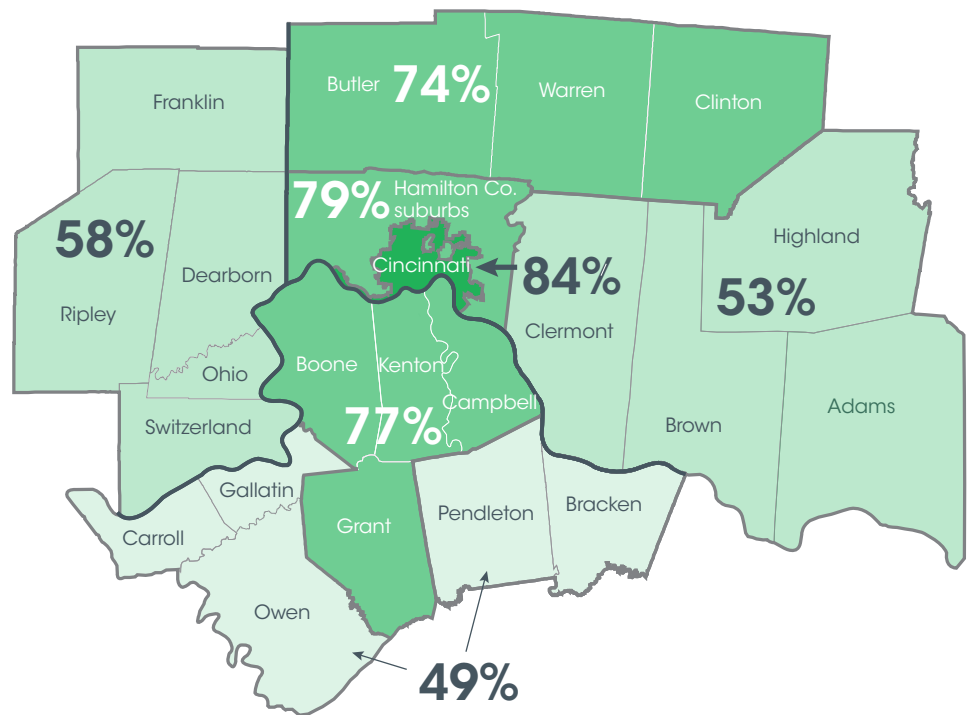 Butler 74%
Warren
Clinton
Franklin
79% Hamilton Co.
suburbs
58%
Highland
Dearborn
Cincinnati
84%
53%
Ripley
Clermont
Boone
Kenton
Ohio
Campbell
Adams
77%
Switzerland
Brown
Gallatin
Bracken
Pendleton
Grant
Carroll
Owen
49%